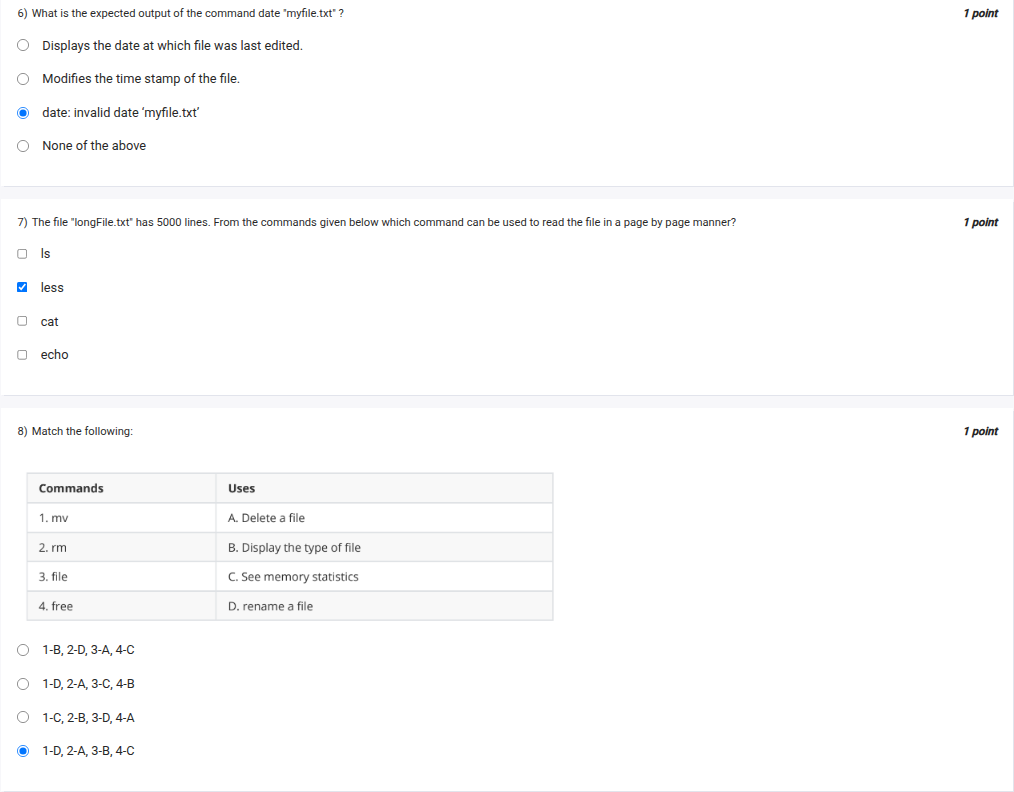 6) What is the expected output of the command date "myfile.txt" ? 1 point
Displays the date at which file was last edited.
Modifies the time stamp of the file.
date: invalid date ‘myfile.txt’
None of the above
7) The file "longFile.txt" has 5000 lines. From the commands given below which command can be used to read the file in a page by page manner? 1 point
ls
less
cat
echo
8) Match the following: 1 point
Commands Uses
1. mv A. Delete a file
2. rm B. Display the type of file
3. file C. See memory statistics
4. free D. rename a file
1-B, 2-D, 3-A, 4-C
1-D, 2-A, 3-C, 4-B
1-C, 2-B, 3-D, 4-A
1-D, 2-A, 3-B, 4-C